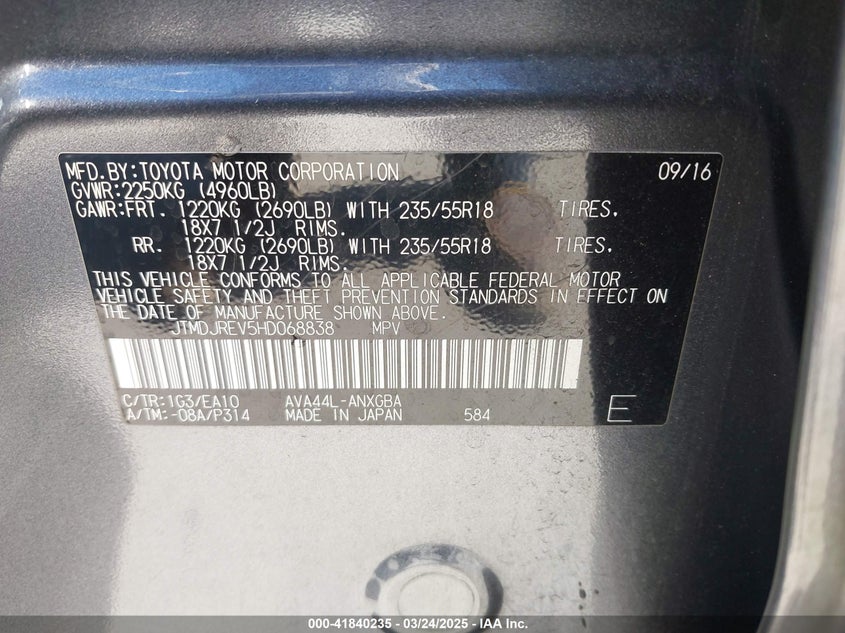 MFD.BY:TOYOTA MOTOR CORPORATION 09/16
GVWR:2250KG (4960LB)
GAWR:FRT. 1220KG (2690LB) WITH 235/55R18 TIRES.
18X7 1/2J RIMS.
RR. 1220KG (2690LB) WITH 235/55R18 TIRES.
18X7 1/2J RIMS.
THIS VEHICLE CONFORMS TO ALL APPLICABLE FEDERAL MOTOR
VEHICLE SAFETY AND THEFT PREVENTION STANDARDS IN EFFECT ON
THE DATE OF MANUFACTURE SHOWN ABOVE.
JTMDJREV5HD068838 MPV
C/TR:1G3/EA10 AVA44L-ANXGBA
A/TM:-08A/P314 MADE IN JAPAN 584 E
000-41840235 - 03/24/2025 - IAA Inc.